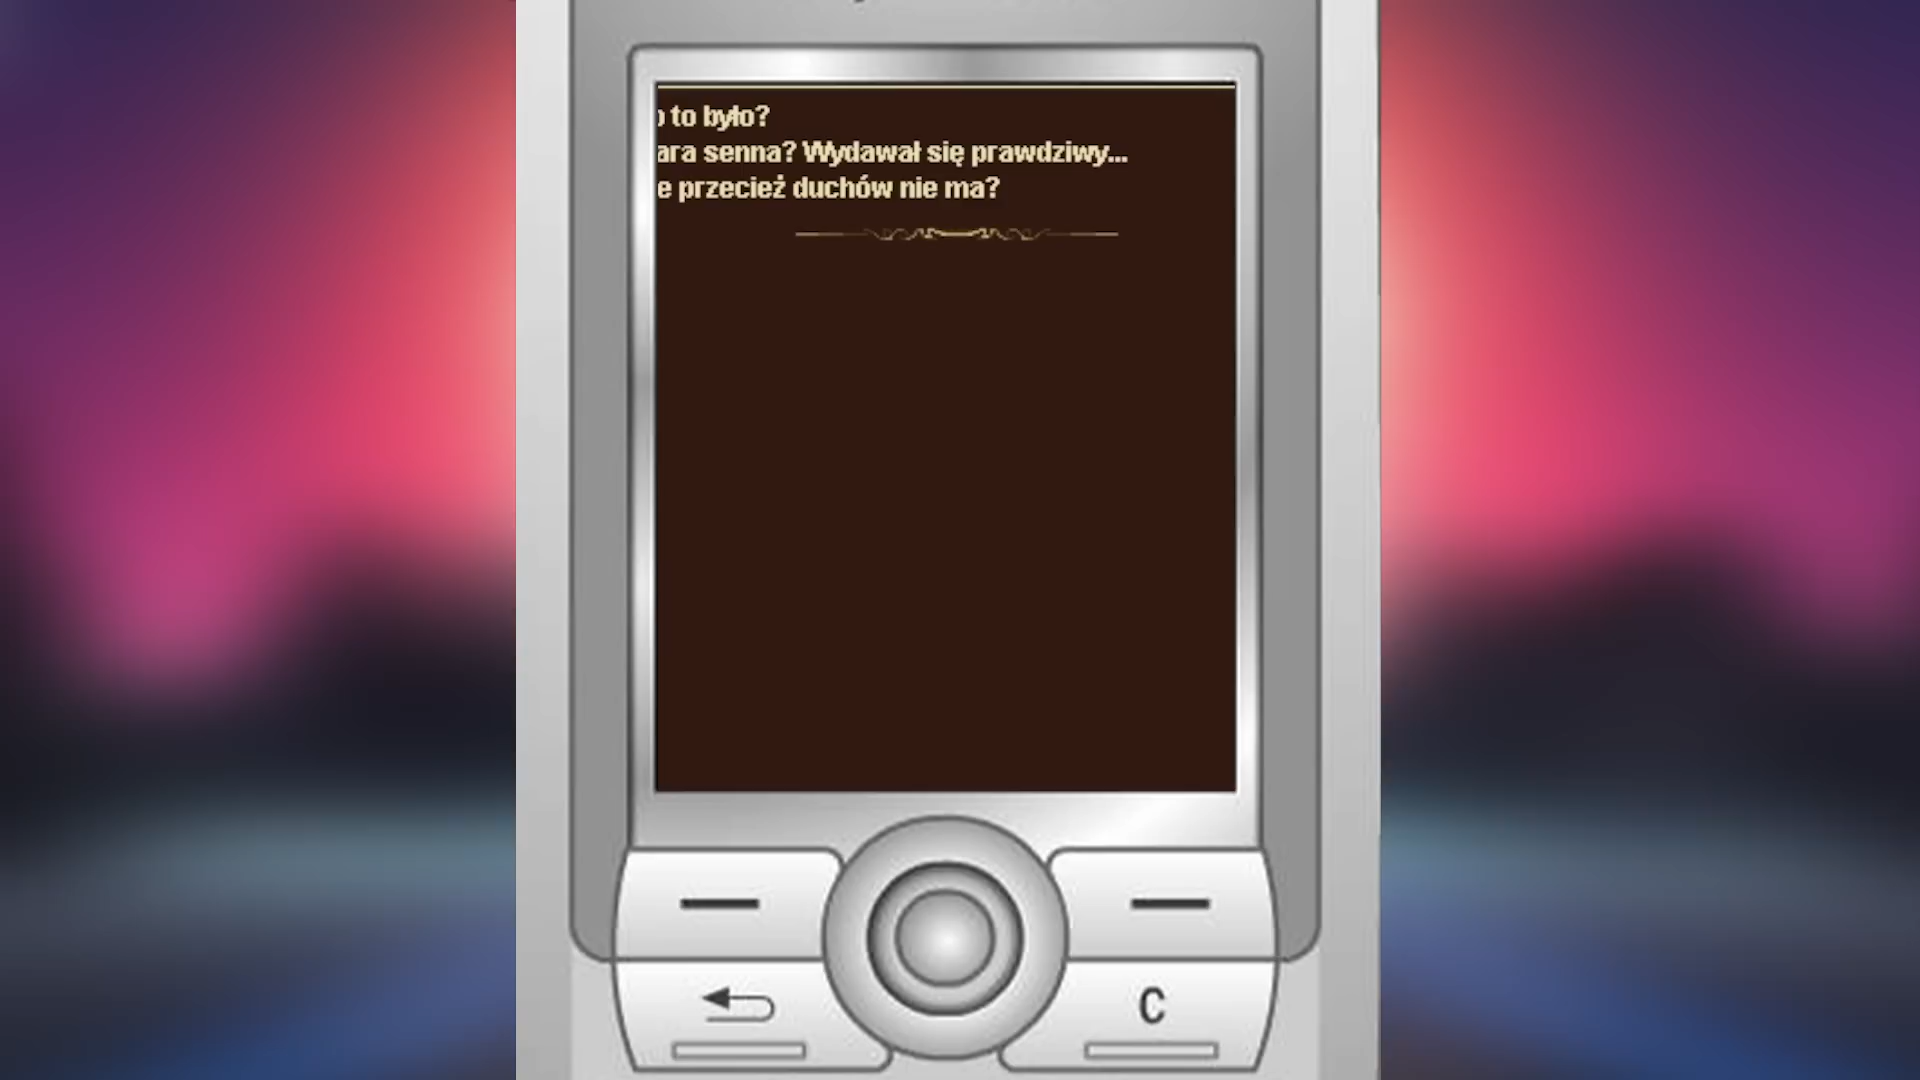 to było?
ara senna? Wydawał się prawdziwy...
e przecież duchów nie ma?
C